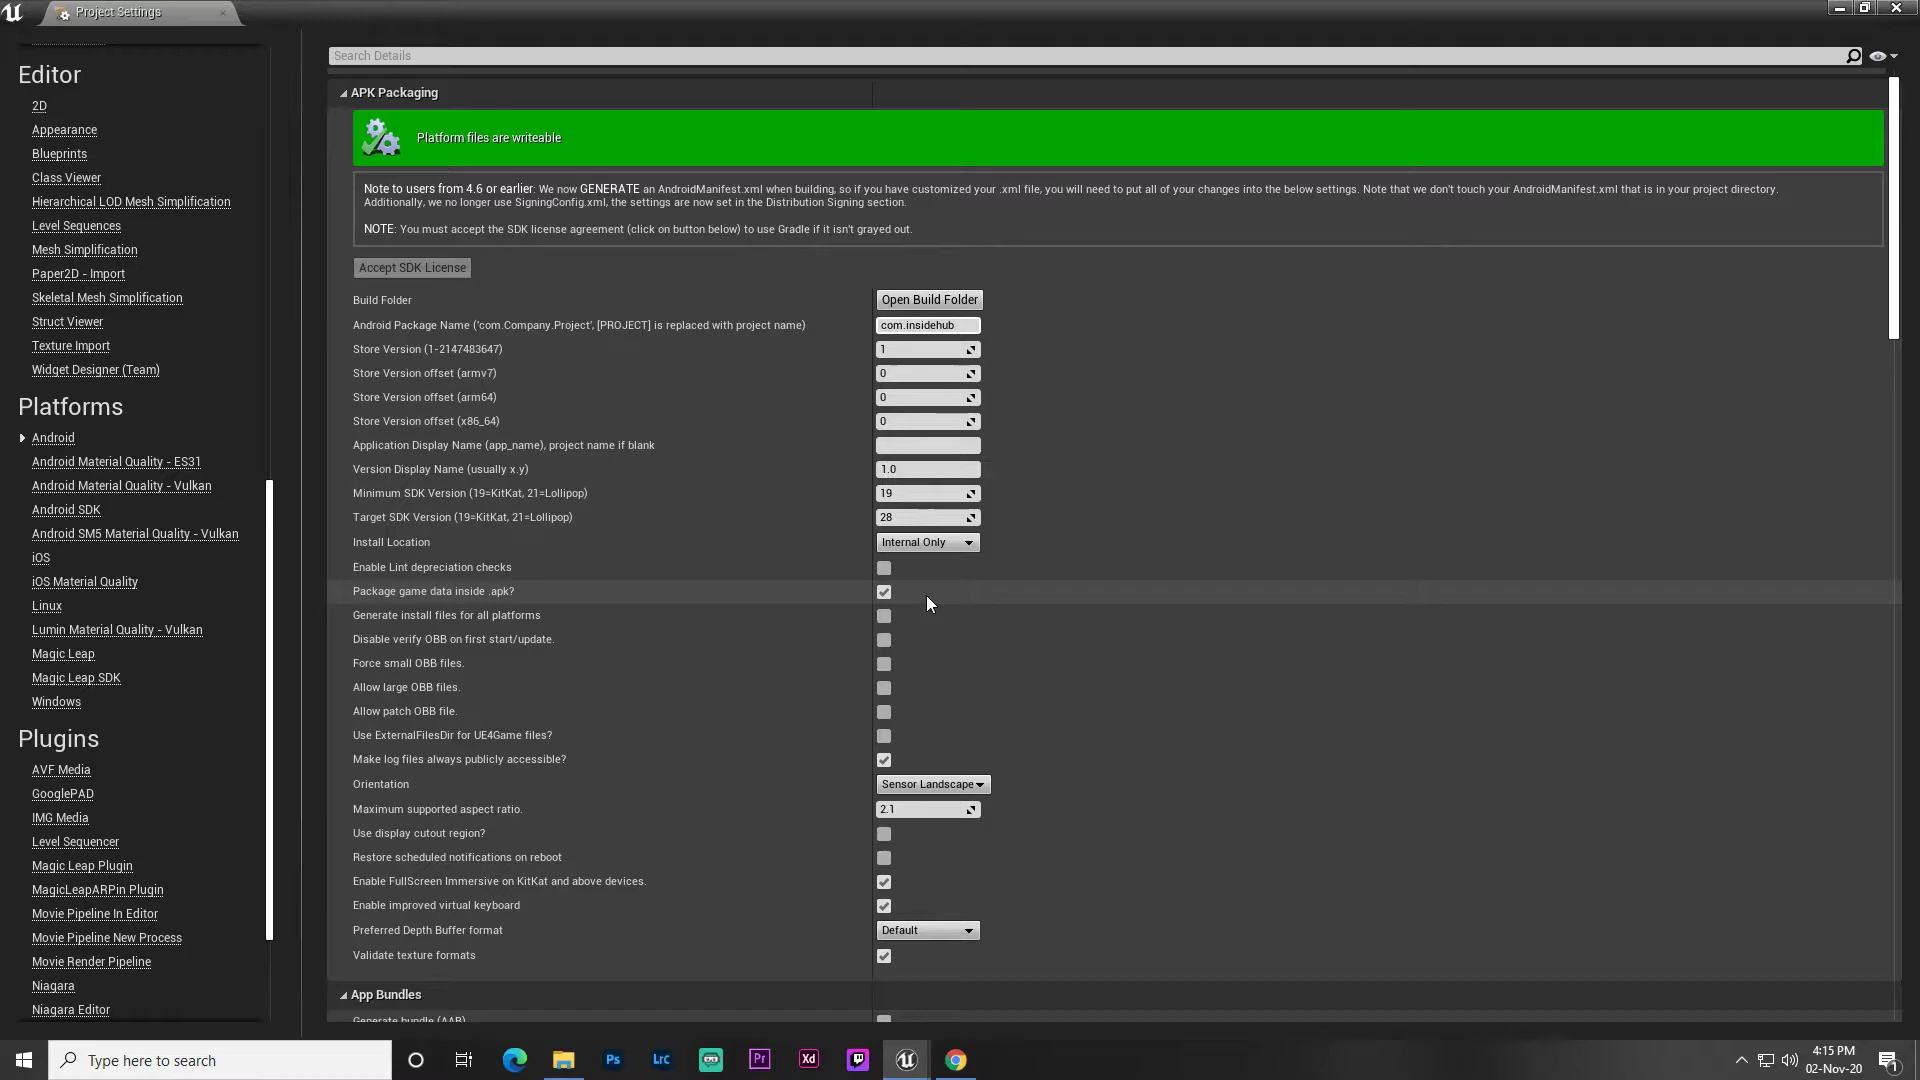 Project Settings
Search Details
Editor
2D
Appearance
Blueprints
Class Viewer
Hierarchical LOD Mesh Simplification
Level Sequences
Mesh Simplification
Paper2D - Import
Skeletal Mesh Simplification
Struct Viewer
Texture Import
Widget Designer (Team)
Platforms
Android
Android Material Quality - ES31
Android Material Quality - Vulkan
Android SDK
Android SM5 Material Quality - Vulkan
iOS
iOS Material Quality
Linux
Lumin Material Quality - Vulkan
Magic Leap
Magic Leap SDK
Windows
Plugins
AVF Media
GooglePAD
IMG Media
Level Sequencer
Magic Leap Plugin
MagicLeapARPin Plugin
Movie Pipeline In Editor
Movie Pipeline New Process
Movie Render Pipeline
Niagara
Niagara Editor
APK Packaging
Platform files are writeable
Note to users from 4.6 or earlier: We now GENERATE an AndroidManifest.xml when building, so if you have customized your .xml file, you will need to put all of your changes into the below settings. Note that we don't touch your AndroidManifest.xml that is in your project directory.
Additionally, we no longer use SigningConfig.xml, the settings are now set in the Distribution Signing section.
NOTE: You must accept the SDK license agreement (click on button below) to use Gradle if it isn't grayed out.
Accept SDK License
Build Folder Open Build Folder
Android Package Name ('com.Company.Project', [PROJECT] is replaced with project name) com.insidehub
Store Version (1-2147483647) 1
Store Version offset (armv7) 0
Store Version offset (arm64) 0
Store Version offset (x86_64) 0
Application Display Name (app_name), project name if blank
Version Display Name (usually x.y) 1.0
Minimum SDK Version (19=KitKat, 21=Lollipop) 19
Target SDK Version (19=KitKat, 21=Lollipop) 28
Install Location Internal Only
Enable Lint depreciation checks
Package game data inside .apk?
Generate install files for all platforms
Disable verify OBB on first start/update.
Force small OBB files.
Allow large OBB files.
Allow patch OBB file.
Use ExternalFilesDir for UE4Game files?
Make log files always publicly accessible?
Orientation Sensor Landscape
Maximum supported aspect ratio. 2.1
Use display cutout region?
Restore scheduled notifications on reboot
Enable FullScreen Immersive on KitKat and above devices.
Enable improved virtual keyboard
Preferred Depth Buffer format Default
Validate texture formats
App Bundles
Generate bundle (AAB)
Type here to search
Ps
Lrc
Pr
Xd
4:15 PM
02-Nov-20
1